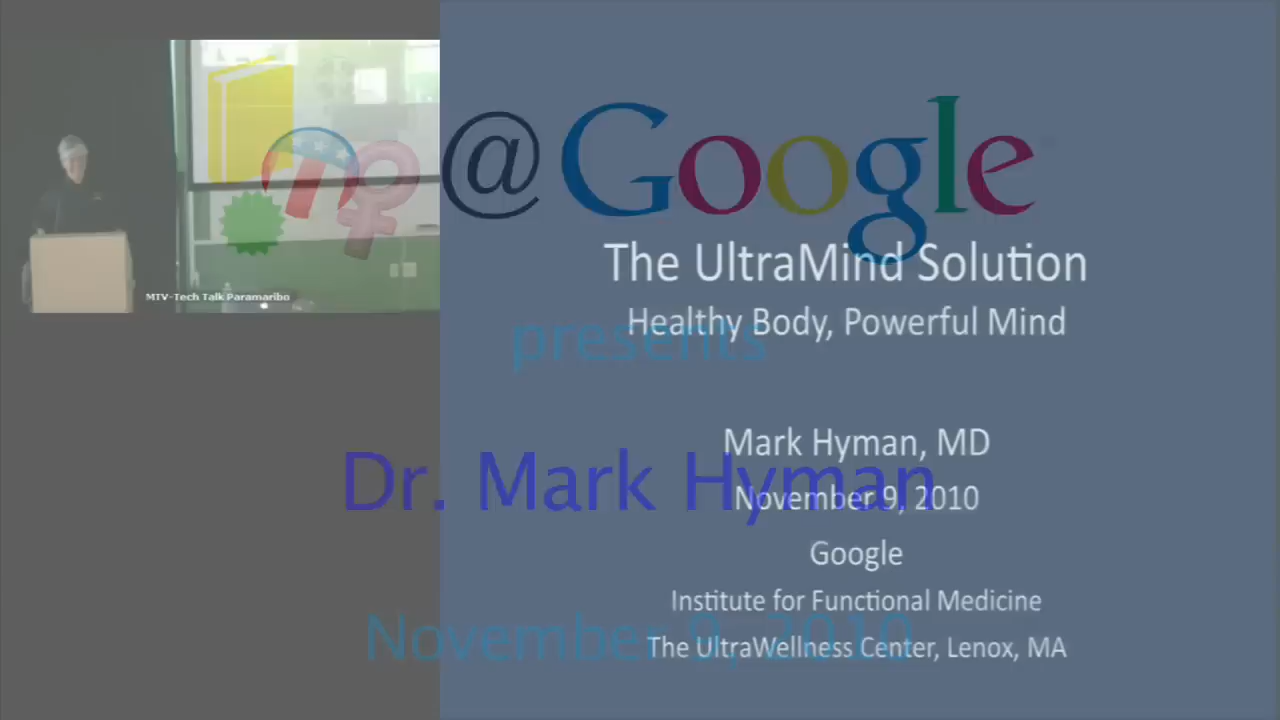 @Google
The UltraMind Solution
Healthy Body, Powerful Mind
presents
Mark Hyman, MD
Dr. Mark Hyman
November 9, 2010
Google
Institute for Functional Medicine
November 9, 2010
The UltraWellness Center, Lenox, MA
MTV-Tech Talk Paramaribo